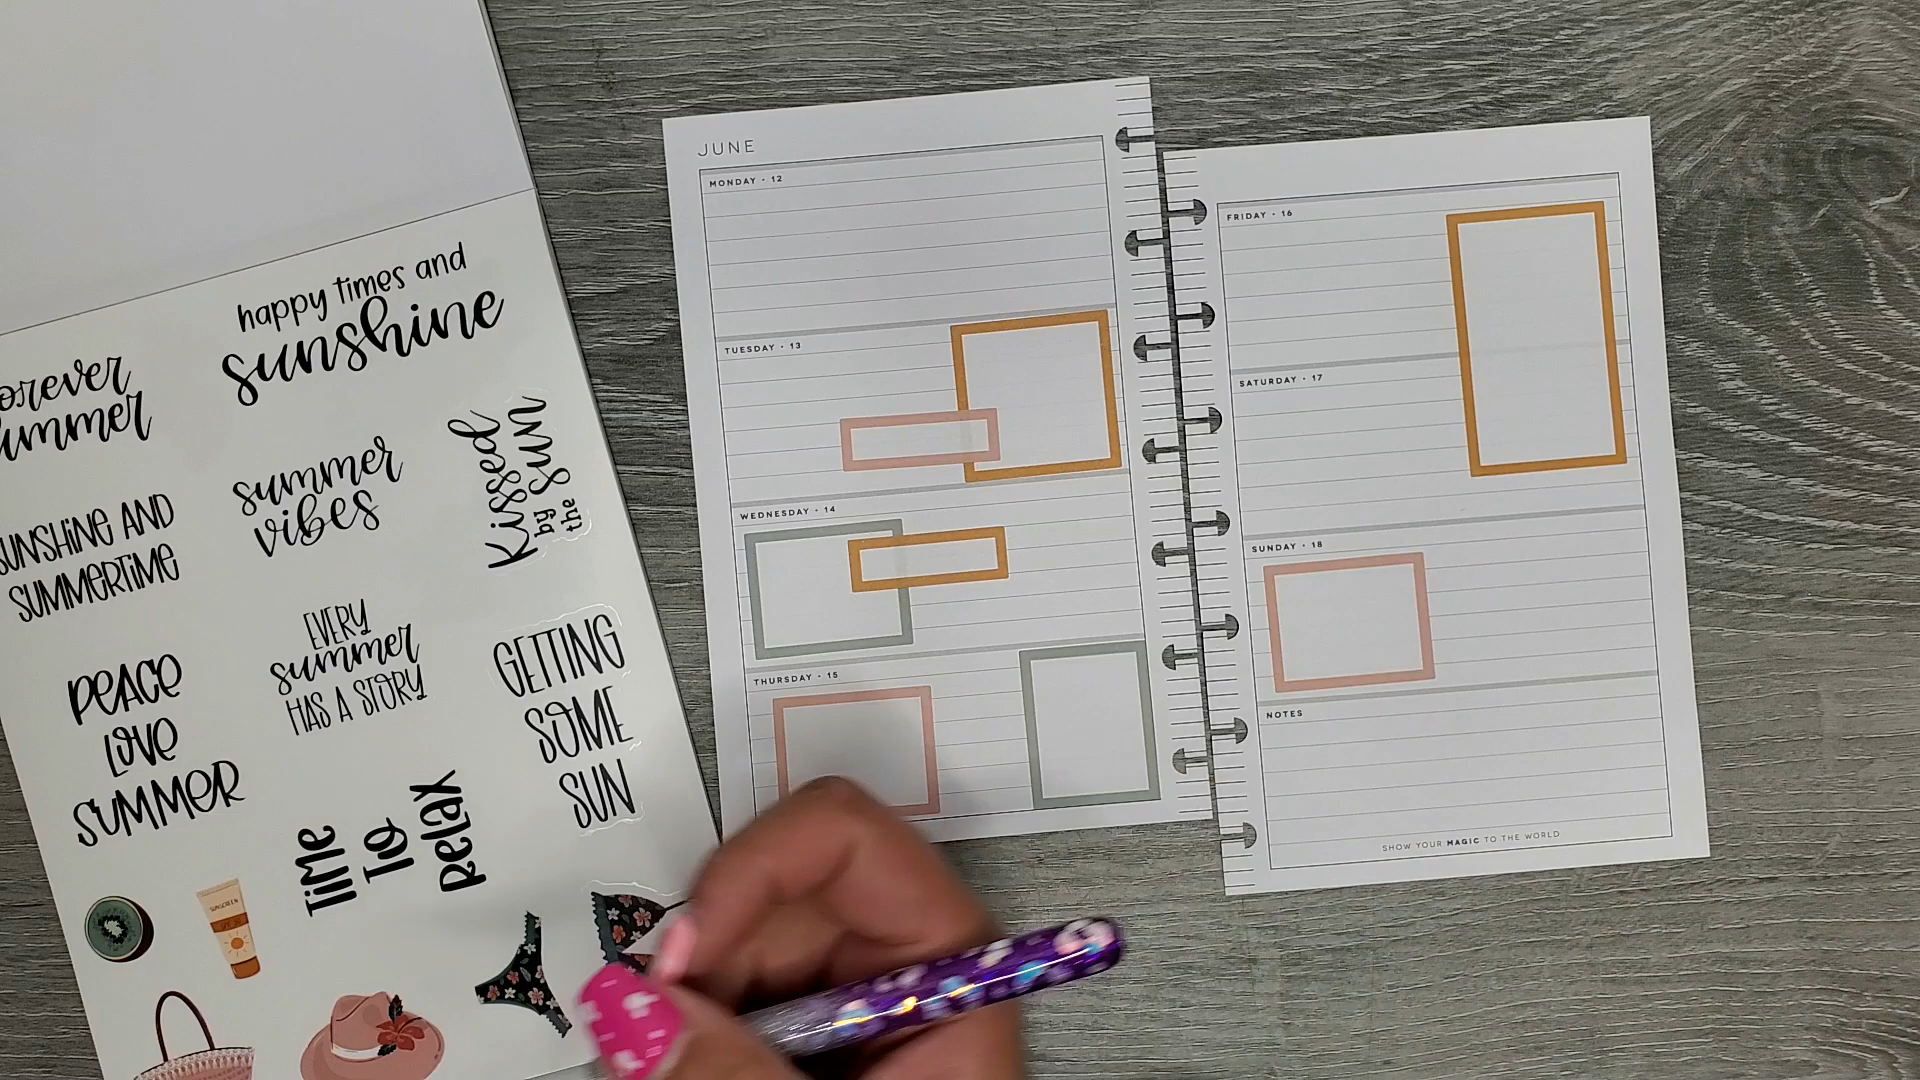 happy times and
sunshine
SUNSHINE AND
SUMMERTIME
summer
vibes
Kissed
by the
sun
PEACE
LOVE
SUMMER
EVERY
summer
HAS A STORY
GETTING
SOME
SUN
Time
To
Relax
SUNSCREEN
JUNE
MONDAY • 12
TUESDAY • 13
WEDNESDAY • 14
THURSDAY • 15
FRIDAY • 16
SATURDAY • 17
SUNDAY • 18
NOTES
SHOW YOUR MAGIC TO THE WORLD